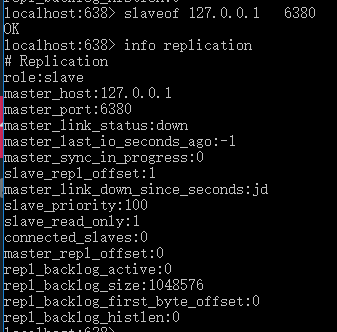 repl_backlog_histlen:0
localhost:638> slaveof 127.0.0.1   6380
OK
localhost:638> info replication
# Replication
role:slave
master_host:127.0.0.1
master_port:6380
master_link_status:down
master_last_io_seconds_ago:-1
master_sync_in_progress:0
slave_repl_offset:1
master_link_down_since_seconds:jd
slave_priority:100
slave_read_only:1
connected_slaves:0
master_repl_offset:0
repl_backlog_active:0
repl_backlog_size:1048576
repl_backlog_first_byte_offset:0
repl_backlog_histlen:0
localhost:638>